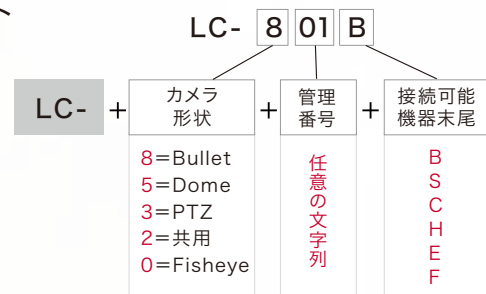 LC- 8 01 B
LC- + カメラ形状 + 管理番号 + 接続可能機器末尾
8=Bullet
5=Dome
3=PTZ
2=共用
0=Fisheye
任意の文字列
B
S
C
H
E
F